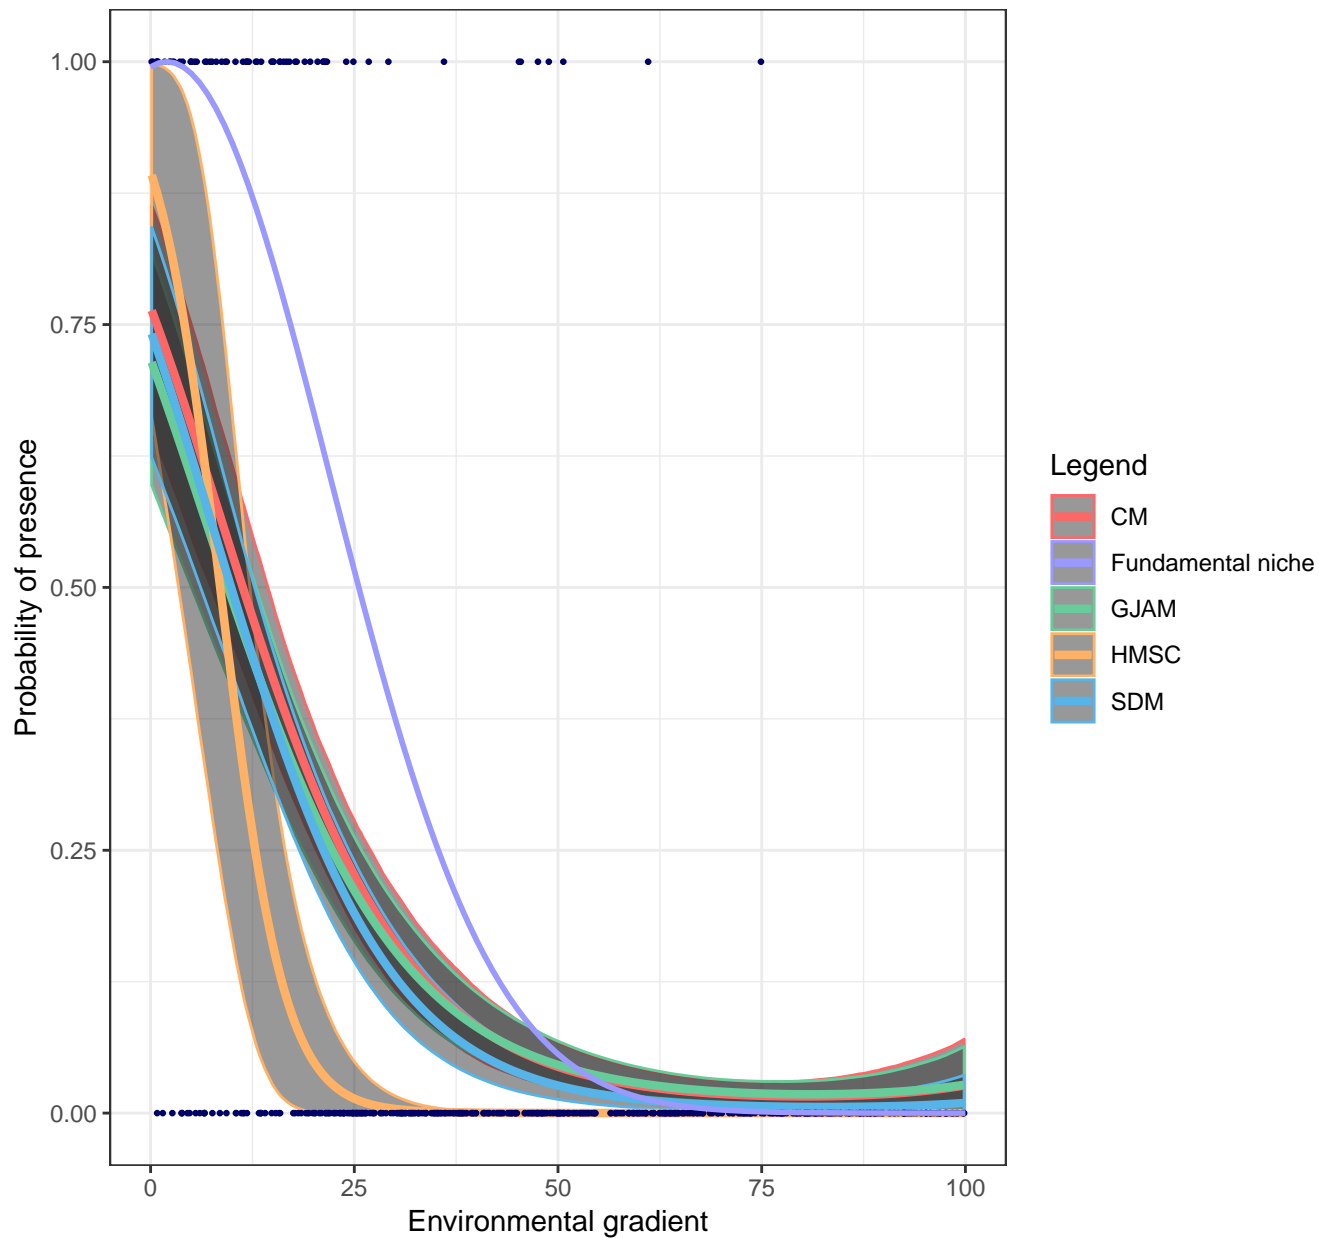 1.00
0.75
0.50
0.25
0.00
Probability of presence
0
25
50
75
100
Environmental gradient
Legend
CM
Fundamental niche
GJAM
HMSC
SDM